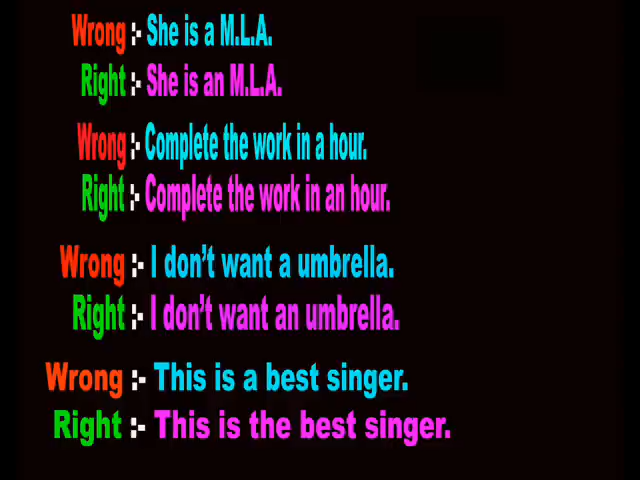 Wrong :- She is a M.L.A.
Right :- She is an M.L.A.
Wrong :- Complete the work in a hour.
Right :- Complete the work in an hour.
Wrong :- I don't want a umbrella.
Right :- I don't want an umbrella.
Wrong :- This is a best singer.
Right :- This is the best singer.